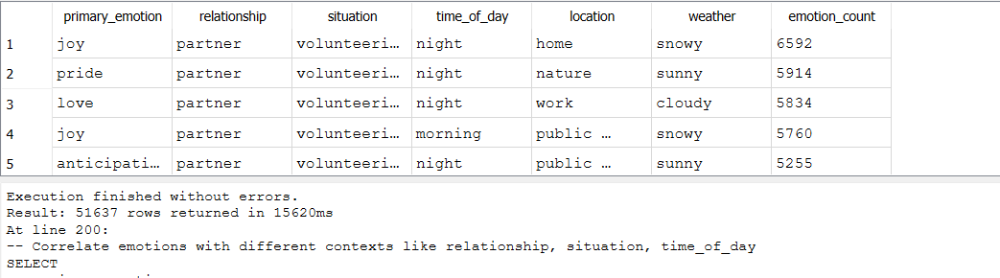 primary_emotion relationship situation time_of_day location weather emotion_count
1 joy partner volunteeri… night home snowy 6592
2 pride partner volunteeri… night nature sunny 5914
3 love partner volunteeri… night work cloudy 5834
4 joy partner volunteeri… morning public … snowy 5760
5 anticipati… partner volunteeri… night public … sunny 5255
Execution finished without errors.
Result: 51637 rows returned in 15620ms
At line 200:
-- Correlate emotions with different contexts like relationship, situation, time_of_day
SELECT